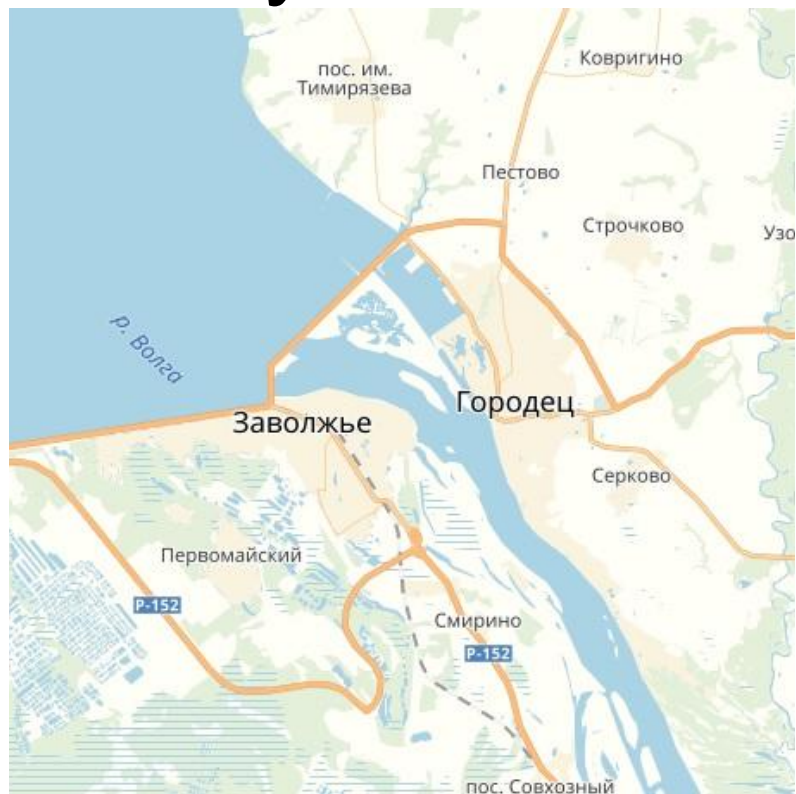 Ковригино
пос. им.
Тимирязева
Пестово
Строчково
Узо
р. Волга
Городец
Заволжье
Серково
Первомайский
Р-152
Смирино
Р-152
пос. Совхозный